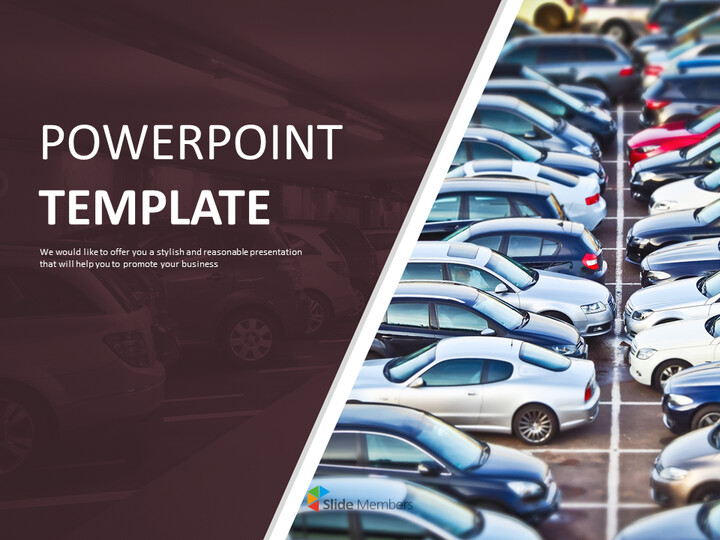 POWERPOINT
TEMPLATE
We would like to offer you a stylish and reasonable presentation
that will help you to promote your business
Slide Members